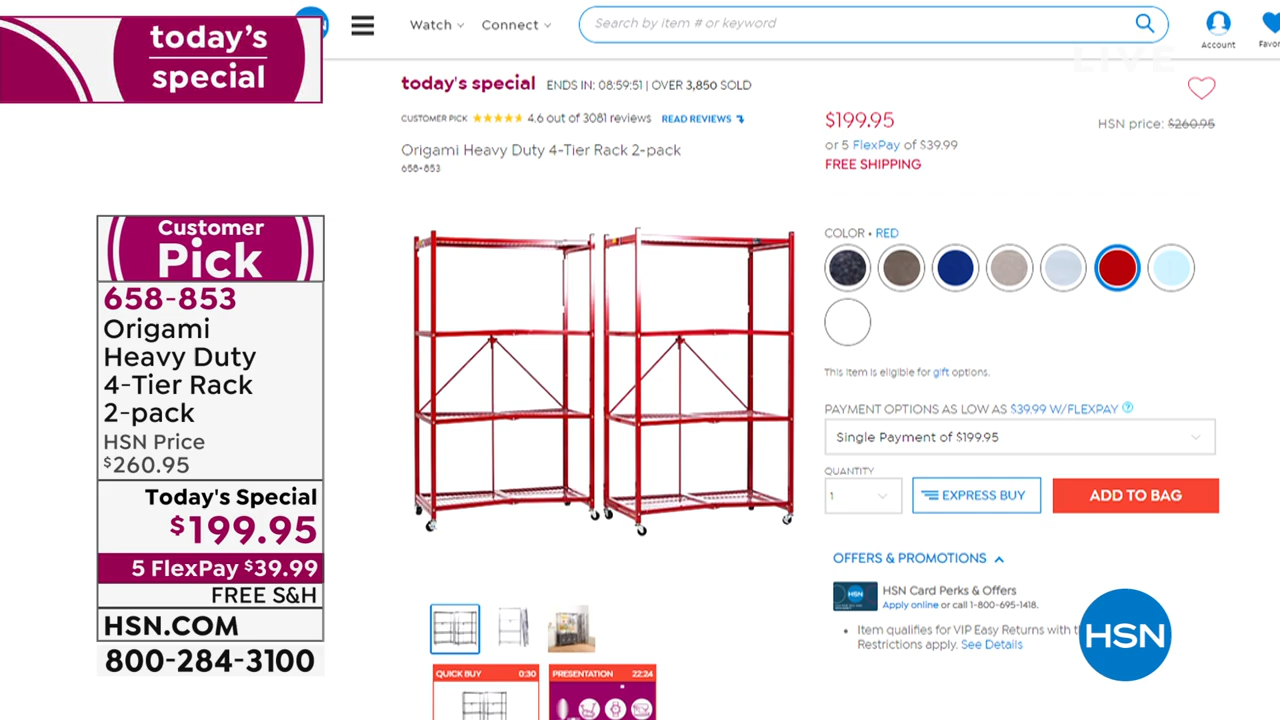 today's
special
Customer
Pick
658-853
Origami
Heavy Duty
4-Tier Rack
2-pack
HSN Price
$260.95
Today's Special
$199.95
5 FlexPay $39.99
FREE S&H
HSN.COM
800-284-3100
Watch
Connect
Search by item # or keyword
Account
LIVE
today's special ENDS IN: 08:59:51 | OVER 3,850 SOLD
CUSTOMER PICK 4.6 out of 3081 reviews READ REVIEWS
Origami Heavy Duty 4-Tier Rack 2-pack
658-853
$199.95
HSN price: $260.95
or 5 FlexPay of $39.99
FREE SHIPPING
COLOR • RED
This item is eligible for gift options.
PAYMENT OPTIONS AS LOW AS $39.99 W/FLEXPAY ?
Single Payment of $199.95
QUANTITY
1
EXPRESS BUY
ADD TO BAG
OFFERS & PROMOTIONS
HSN
HSN Card Perks & Offers
Apply online or call 1-800-695-1418.
• Item qualifies for VIP Easy Returns with
Restrictions apply. See Details
HSN
QUICK BUY 0:30
PRESENTATION 22:24